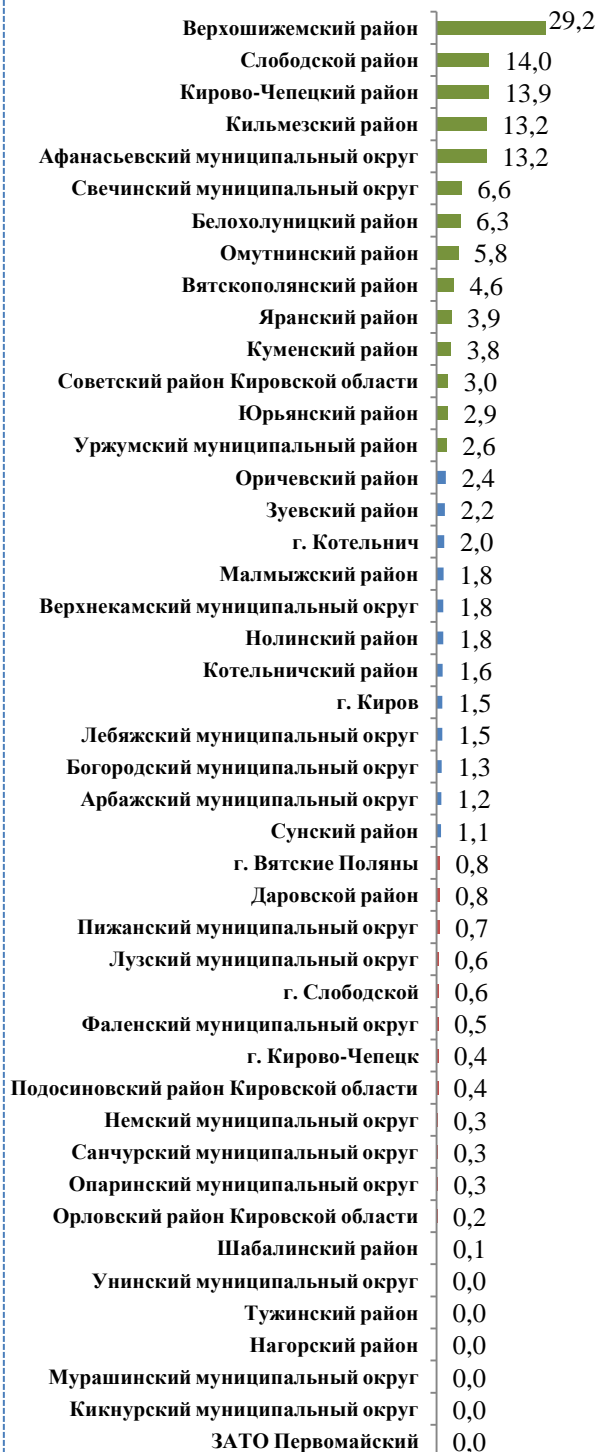 Верхошижемский район 29,2
Слободской район 14,0
Кирово-Чепецкий район 13,9
Кильмезский район 13,2
Афанасьевский муниципальный округ 13,2
Свечинский муниципальный округ 6,6
Белохолуницкий район 6,3
Омутнинский район 5,8
Вятскополянский район 4,6
Яранский район 3,9
Куменский район 3,8
Советский район Кировской области 3,0
Юрьянский район 2,9
Уржумский муниципальный район 2,6
Оричевский район 2,4
Зуевский район 2,2
г. Котельнич 2,0
Малмыжский район 1,8
Верхнекамский муниципальный округ 1,8
Нолинский район 1,8
Котельничский район 1,6
г. Киров 1,5
Лебяжский муниципальный округ 1,5
Богородский муниципальный округ 1,3
Арбажский муниципальный округ 1,2
Сунский район 1,1
г. Вятские Поляны 0,8
Даровской район 0,8
Пижанский муниципальный округ 0,7
Лузский муниципальный округ 0,6
г. Слободской 0,6
Фаленский муниципальный округ 0,5
г. Кирово-Чепецк 0,4
Подосиновский район Кировской области 0,4
Немский муниципальный округ 0,3
Санчурский муниципальный округ 0,3
Опаринский муниципальный округ 0,3
Орловский район Кировской области 0,2
Шабалинский район 0,1
Унинский муниципальный округ 0,0
Тужинский район 0,0
Нагорский район 0,0
Мурашинский муниципальный округ 0,0
Кикнурский муниципальный округ 0,0
ЗАТО Первомайский 0,0